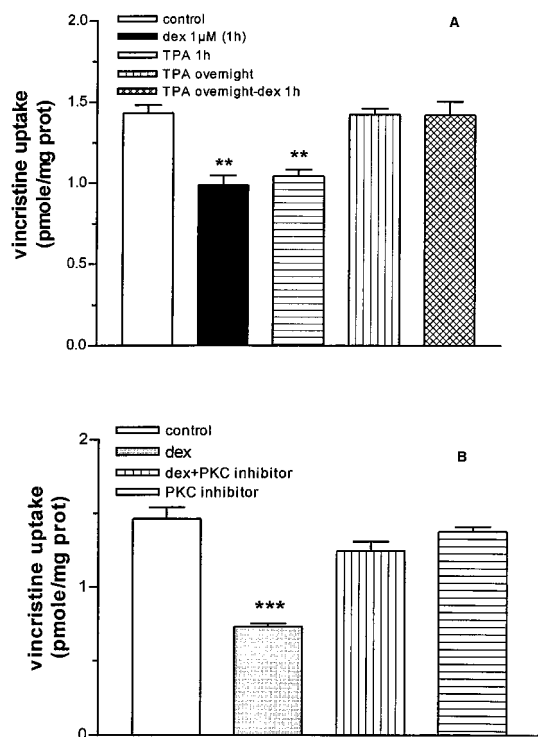 A
control
dex 1µM (1h)
TPA 1h
TPA overnight
TPA overnight-dex 1h
vincristine uptake
(pmole/mg prot)
2.0
1.5
1.0
0.5
0.0
**
**
B
control
dex
dex+PKC inhibitor
PKC inhibitor
vincristine uptake
(pmole/mg prot)
2
1
0
***